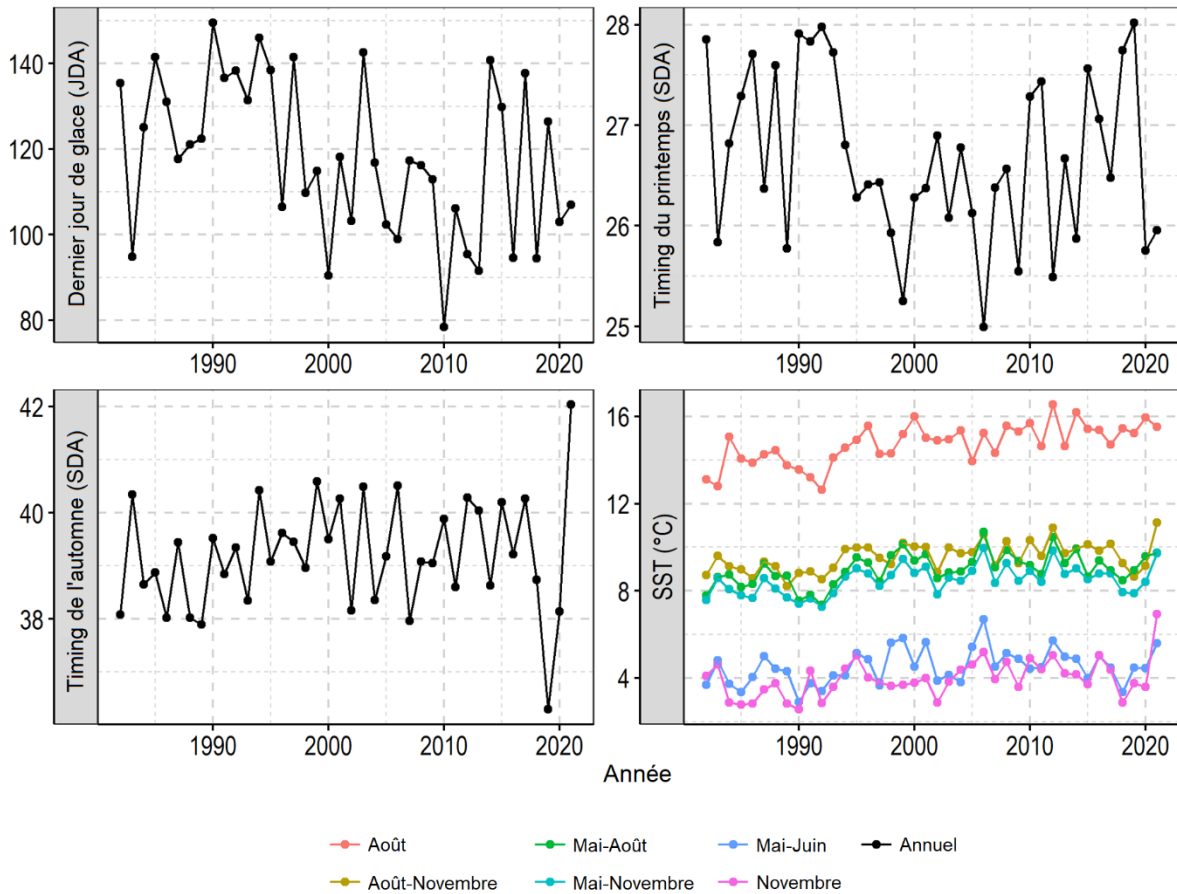 Dernier jour de glace (JDA)
140
120
100
80
1990
2000
2010
2020
Timing du printemps (SDA)
28
27
26
25
1990
2000
2010
2020
Timing de l'automne (SDA)
42
40
38
1990
2000
2010
2020
SST (°C)
16
12
8
4
1990
2000
2010
2020
Année
Août
Mai-Août
Mai-Juin
Annuel
Août-Novembre
Mai-Novembre
Novembre